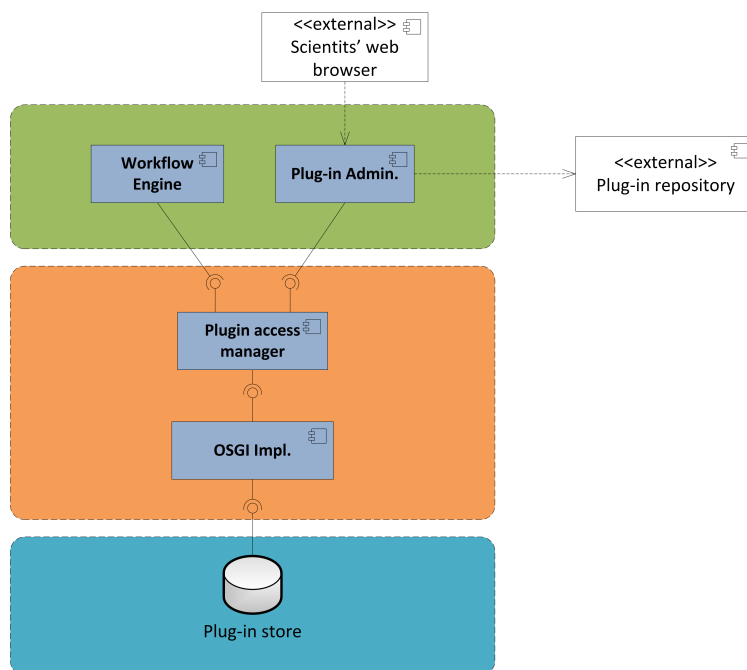 <<external>>
Scientits' web
browser
Workflow
Engine
Plug-in Admin.
<<external>>
Plug-in repository
Plugin access
manager
OSGI Impl.
Plug-in store